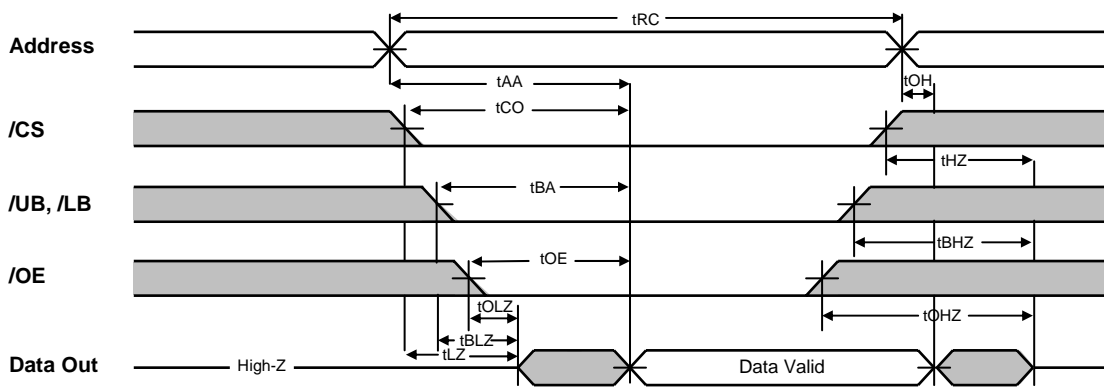 tRC
Address
tAA
tOH
tCO
/CS
tHZ
tBA
/UB, /LB
tBHZ
tOE
/OE
tOLZ
tOHZ
tBLZ
tLZ
Data Out
High-Z
Data Valid